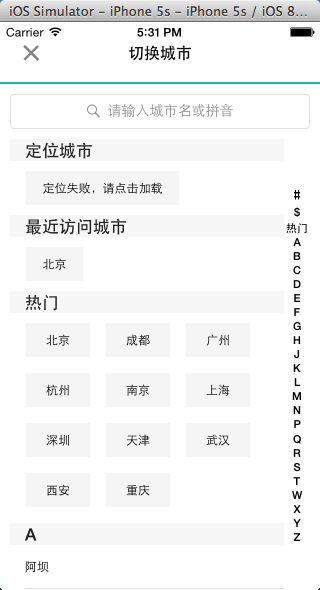 iOS Simulator - iPhone 5s - iPhone 5s / iOS 8...
Carrier 5:31 PM
切换城市
请输入城市名或拼音
定位城市
定位失败，请点击加载
最近访问城市
北京
热门
北京 成都 广州
杭州 南京 上海
深圳 天津 武汉
西安 重庆
A
阿坝
#
$
热门
A
B
C
D
E
F
G
H
J
K
L
M
N
P
Q
R
S
T
W
X
Y
Z